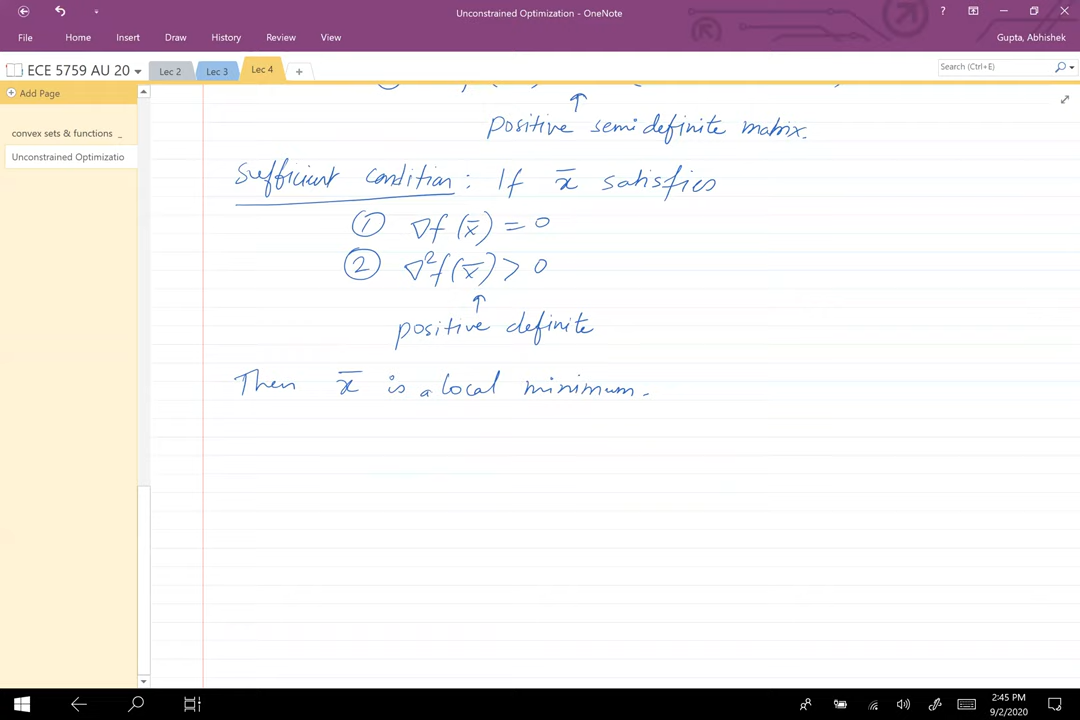 Unconstrained Optimization - OneNote
?
File Home Insert Draw History Review View Gupta, Abhishek
ECE 5759 AU 20 Lec 2 Lec 3 Lec 4 +
Search (Ctrl+E)
Add Page
convex sets & functions _
Unconstrained Optimizatio
↑
positive semidefinite matrix.
Sufficient condition : If x̄ satisfies
① ∇f(x̄) = 0
② ∇²f(x̄) > 0
↑
positive definite
Then x̄ is a local minimum.
2:45 PM
9/2/2020